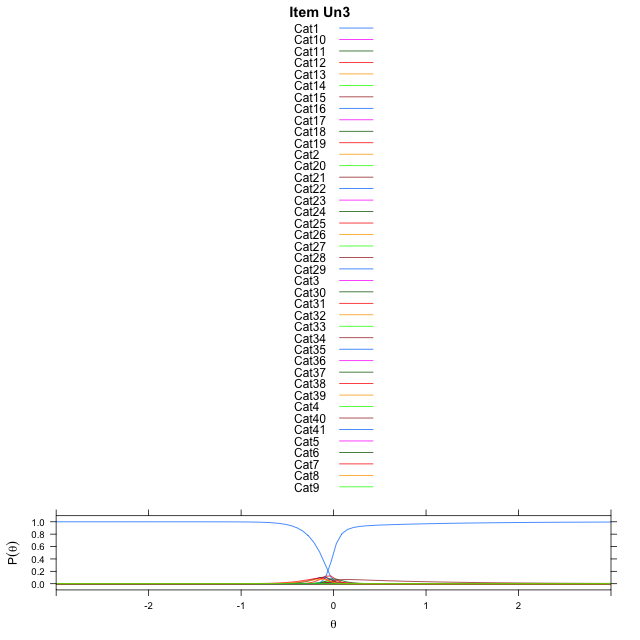 Item Un3
Cat1
Cat10
Cat11
Cat12
Cat13
Cat14
Cat15
Cat16
Cat17
Cat18
Cat19
Cat2
Cat20
Cat21
Cat22
Cat23
Cat24
Cat25
Cat26
Cat27
Cat28
Cat29
Cat3
Cat30
Cat31
Cat32
Cat33
Cat34
Cat35
Cat36
Cat37
Cat38
Cat39
Cat4
Cat40
Cat41
Cat5
Cat6
Cat7
Cat8
Cat9
1.0
0.8
0.6
0.4
0.2
0.0
P(θ)
-2 -1 0 1 2
θ